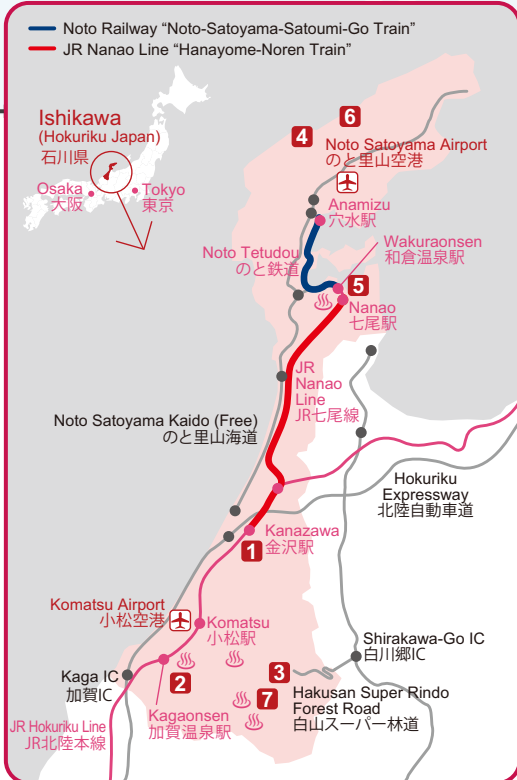 Noto Railway “Noto-Satoyama-Satoumi-Go Train”
JR Nanao Line “Hanayome-Noren Train”
Ishikawa
(Hokuriku Japan)
石川県
Osaka
大阪
Tokyo
東京
4
6
Noto Satoyama Airport
のと里山空港
Anamizu
穴水駅
Noto Tetudou
のと鉄道
Wakuraonsen
和倉温泉駅
5
Nanao
七尾駅
JR
Nanao
Line
JR七尾線
Noto Satoyama Kaido (Free)
のと里山海道
Hokuriku
Expressway
北陸自動車道
Kanazawa
金沢駅
1
Komatsu Airport
小松空港
Komatsu
小松駅
Shirakawa-Go IC
白川郷IC
Kaga IC
加賀IC
2
3
7
Hakusan Super Rindo
Forest Road
白山スーパー林道
Kagaonsen
加賀温泉駅
JR Hokuriku Line
JR北陸本線